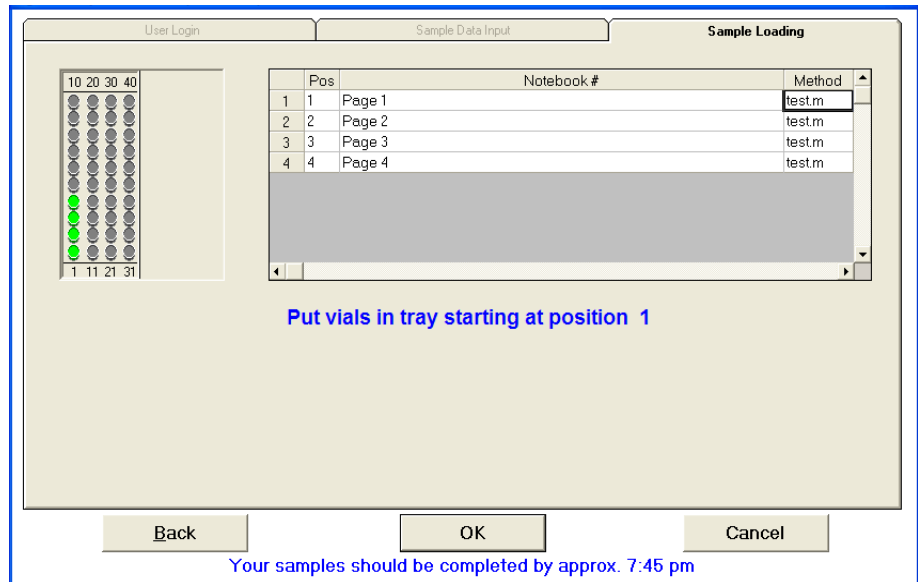 User Login Sample Data Input Sample Loading
10 20 30 40
1 11 21 31
Pos Notebook # Method
1 1 Page 1 test.m
2 2 Page 2 test.m
3 3 Page 3 test.m
4 4 Page 4 test.m
Put vials in tray starting at position 1
Back OK Cancel
Your samples should be completed by approx. 7:45 pm